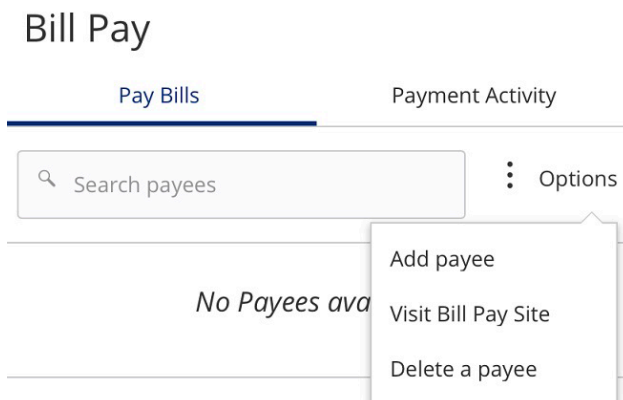 Bill Pay
Pay Bills
Payment Activity
Search payees
Options
Add payee
No Payees
Visit Bill Pay Site
Delete a payee